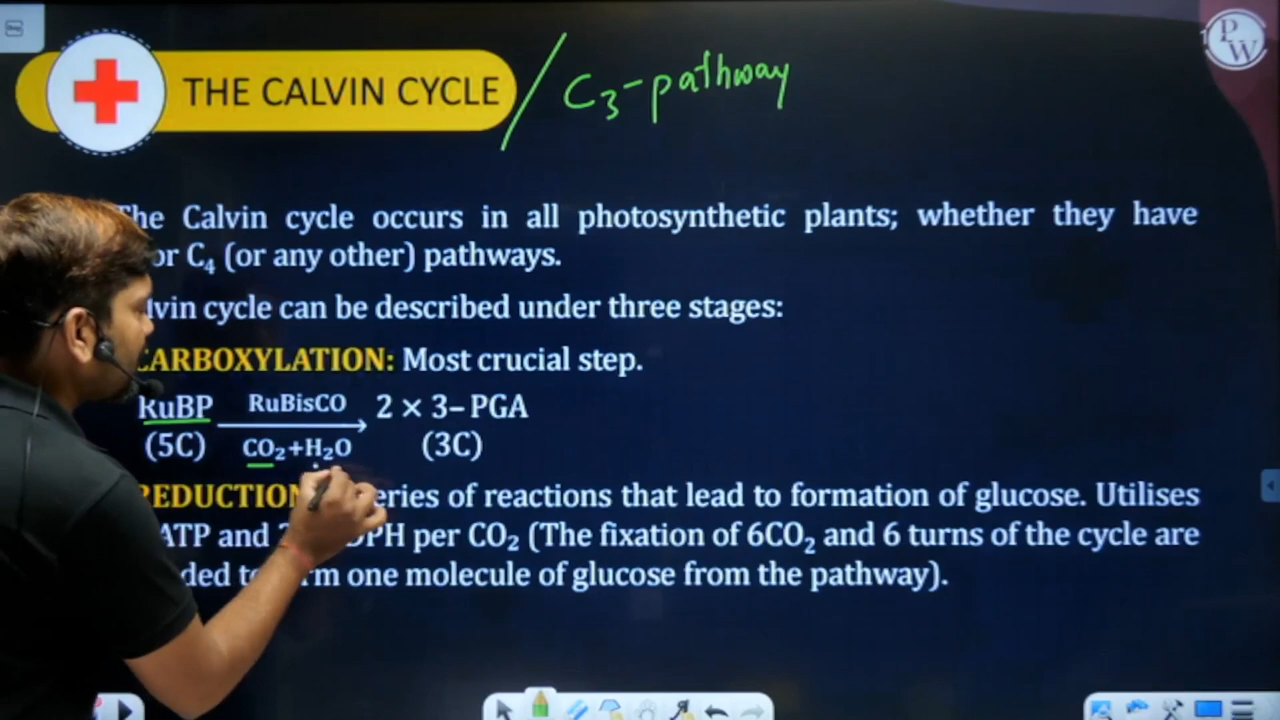 THE CALVIN CYCLE / C3-pathway
PW
The Calvin cycle occurs in all photosynthetic plants; whether they have
or C4 (or any other) pathways.
lvin cycle can be described under three stages:
CARBOXYLATION: Most crucial step.
RuBP RuBisCO 2 × 3–PGA
(5C) CO2+H2O (3C)
REDUCTION eries of reactions that lead to formation of glucose. Utilises
ATP and DPH per CO2 (The fixation of 6CO2 and 6 turns of the cycle are
ded t rm one molecule of glucose from the pathway).